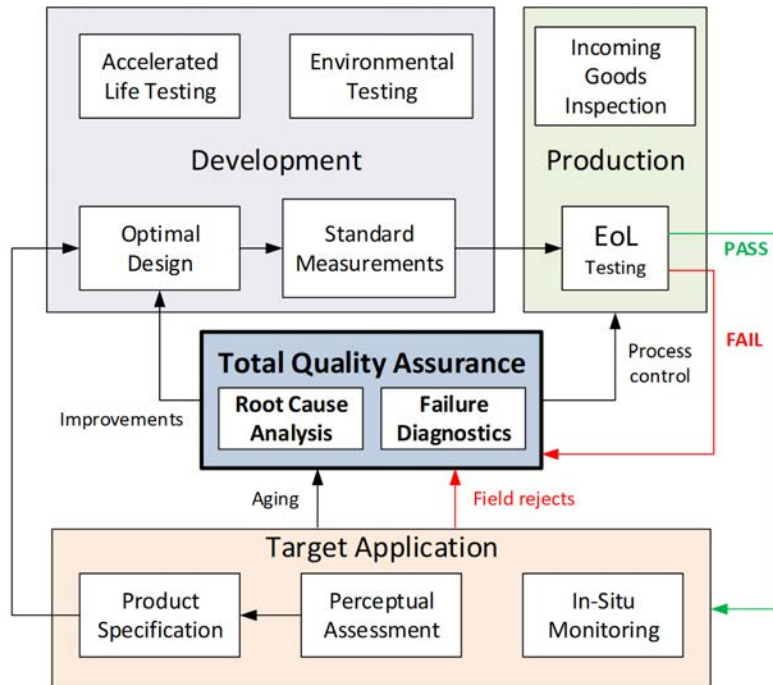 Accelerated
Life Testing
Environmental
Testing
Development
Optimal
Design
Standard
Measurements
Incoming
Goods
Inspection
Production
EoL
Testing
PASS
FAIL
Total Quality Assurance
Root Cause
Analysis
Failure
Diagnostics
Process
control
Improvements
Aging
Field rejects
Target Application
Product
Specification
Perceptual
Assessment
In-Situ
Monitoring